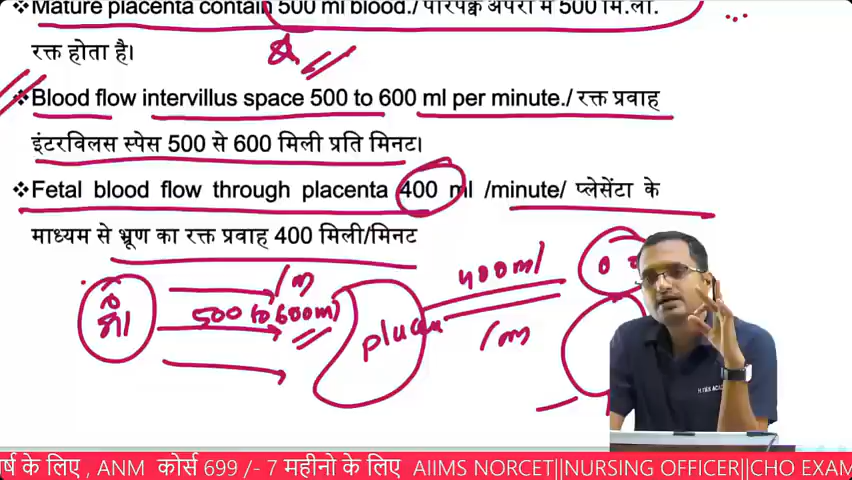 ❖ Mature placenta contain 500 ml blood./ परिपक्व अपरा में 500 मि.ली.
रक्त होता है।
❖ Blood flow intervillus space 500 to 600 ml per minute./ रक्त प्रवाह
इंटरविलस स्पेस 500 से 600 मिली प्रति मिनट।
❖ Fetal blood flow through placenta 400 ml /minute/ प्लेसेंटा के
माध्यम से भ्रूण का रक्त प्रवाह 400 मिली/मिनट
400ml
/m
माँ
500 to 600ml
/m
र्ष के लिए , ANM कोर्स 699 /- 7 महीनो के लिए AIIMS NORCET||NURSING OFFICER||CHO EXAM